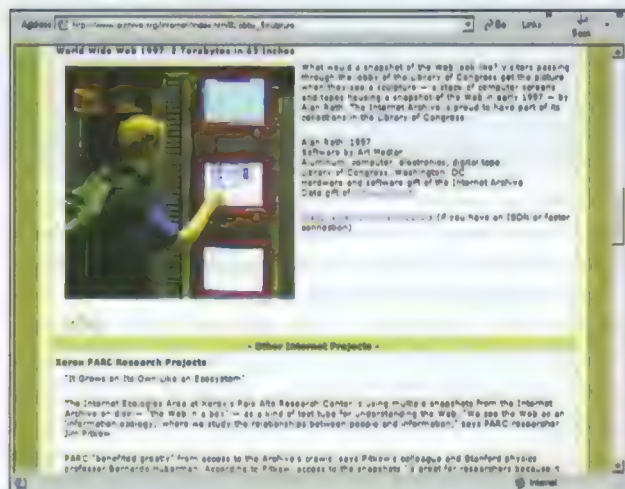 Address
Go Links
Back
World Wide Web 1997: 2 Terabytes in 63 Inches
What would a snapshot of the Web look like? Visitors passing
through the lobby of the Library of Congress get the picture
when they see a sculpture — a stack of computer screens
and tapes housing a snapshot of the Web in early 1997 — by
Alan Rath. The Internet Archive is proud to have part of its
collections in the Library of Congress.
Alan Rath, 1997
Software by Art Medlar
Aluminum, computer, electronics, digital tape
Library of Congress, Washington, DC
Hardware and software gift of the Internet Archive
Data gift of
(if you have an ISDN or faster
connection)
- Other Internet Projects -
Xerox PARC Research Projects
"It Grows on Its Own Like an Ecosystem"
The Internet Ecologies Area at Xerox's Palo Alto Research Center is using multiple snapshots from the Internet
Archive on disk — "the Web in a box" — as a kind of test tube for understanding the Web. "We see the Web as an
'information ecology,' where we study the relationships between people and information," says PARC researcher
Jim Pitkow.
PARC "benefited greatly" from access to the Archive's crawls, says Pitkow's colleague and Stanford physics
professor Bernardo Huberman. According to Pitkow, access to the snapshots "is great for researchers because it
Internet